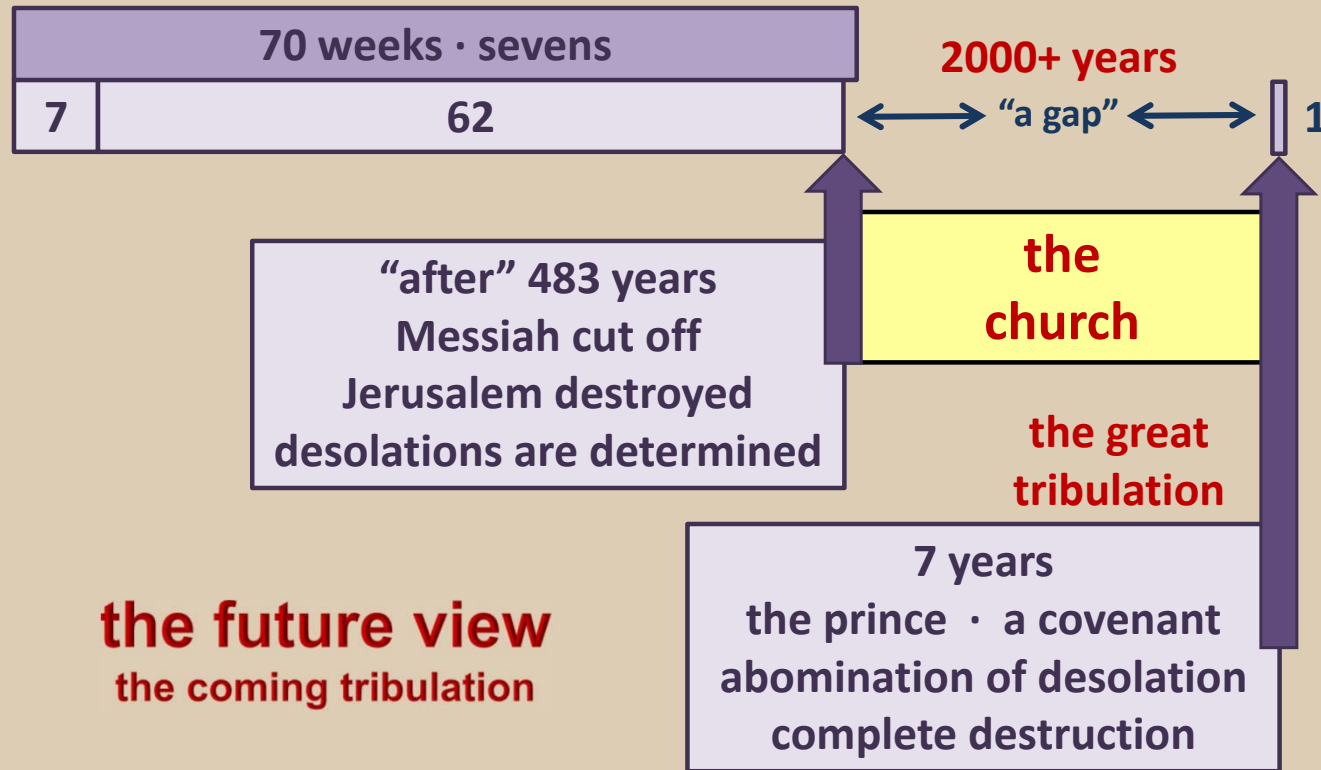 70 weeks · sevens
2000+ years
7
62
“a gap”
1
“after” 483 years
Messiah cut off
Jerusalem destroyed
desolations are determined
the
church
the great
tribulation
7 years
the prince · a covenant
abomination of desolation
complete destruction
the future view
the coming tribulation